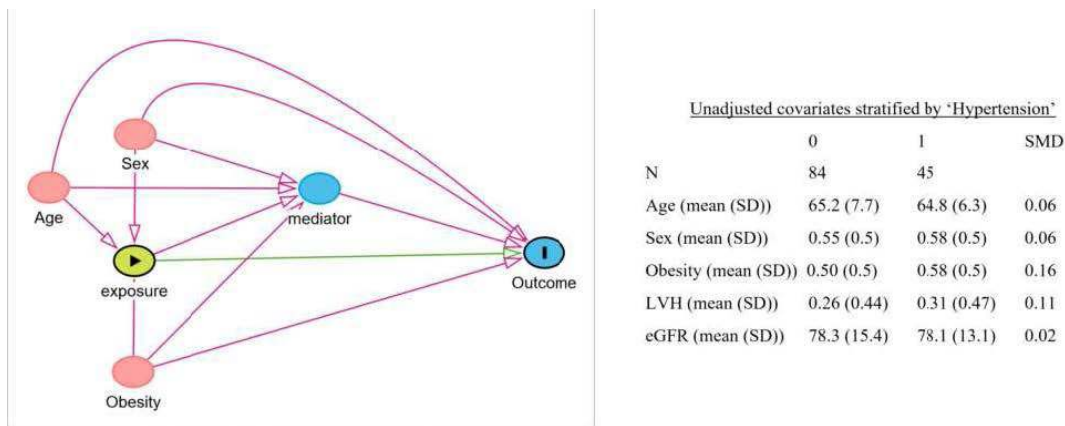 Sex
Age
mediator
exposure
Outcome
Obesity
Unadjusted covariates stratified by ‘Hypertension’
0 1 SMD
N 84 45
Age (mean (SD)) 65.2 (7.7) 64.8 (6.3) 0.06
Sex (mean (SD)) 0.55 (0.5) 0.58 (0.5) 0.06
Obesity (mean (SD)) 0.50 (0.5) 0.58 (0.5) 0.16
LVH (mean (SD)) 0.26 (0.44) 0.31 (0.47) 0.11
eGFR (mean (SD)) 78.3 (15.4) 78.1 (13.1) 0.02